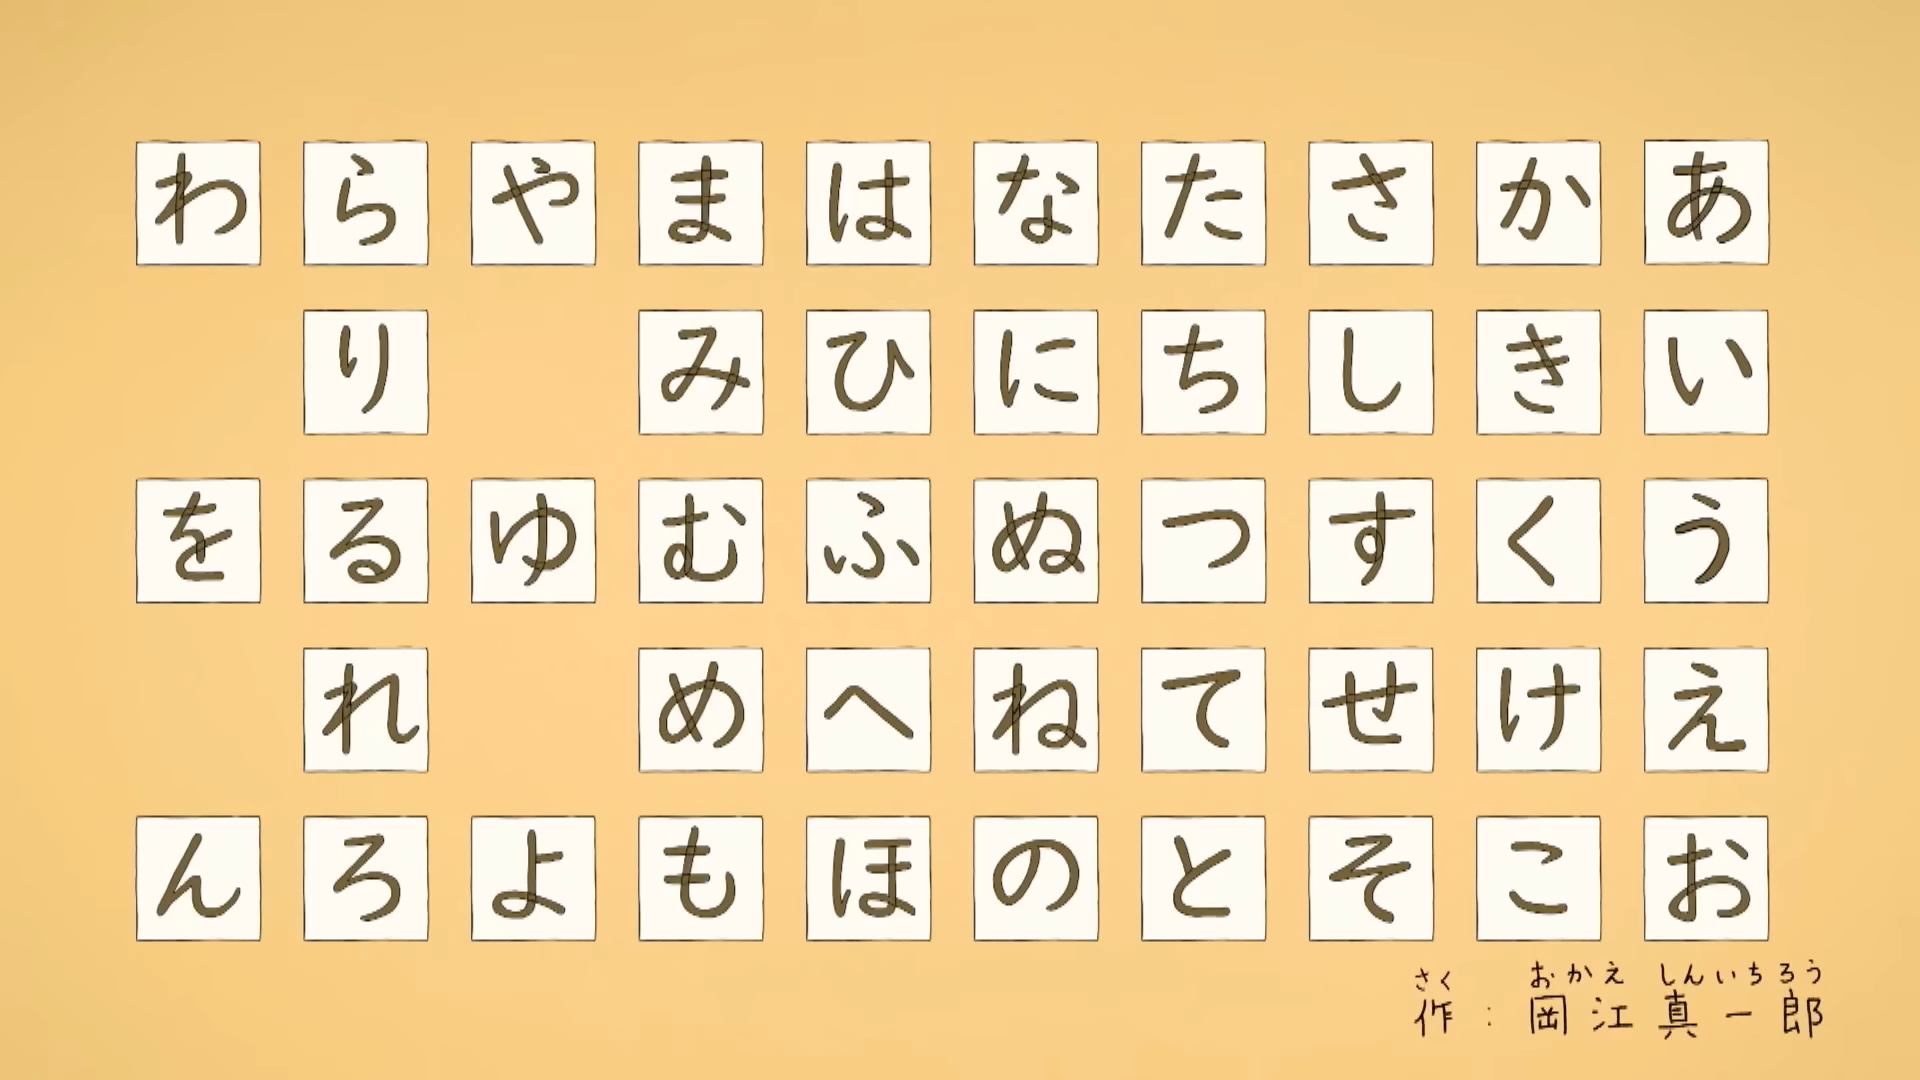 わ ら や ま は な た さ か あ
り み ひ に ち し き い
を る ゆ む ふ ぬ つ す く う
れ め へ ね て せ け え
ん ろ よ も ほ の と そ こ お
さく おかえ しんいちろう
作:岡江真一郎